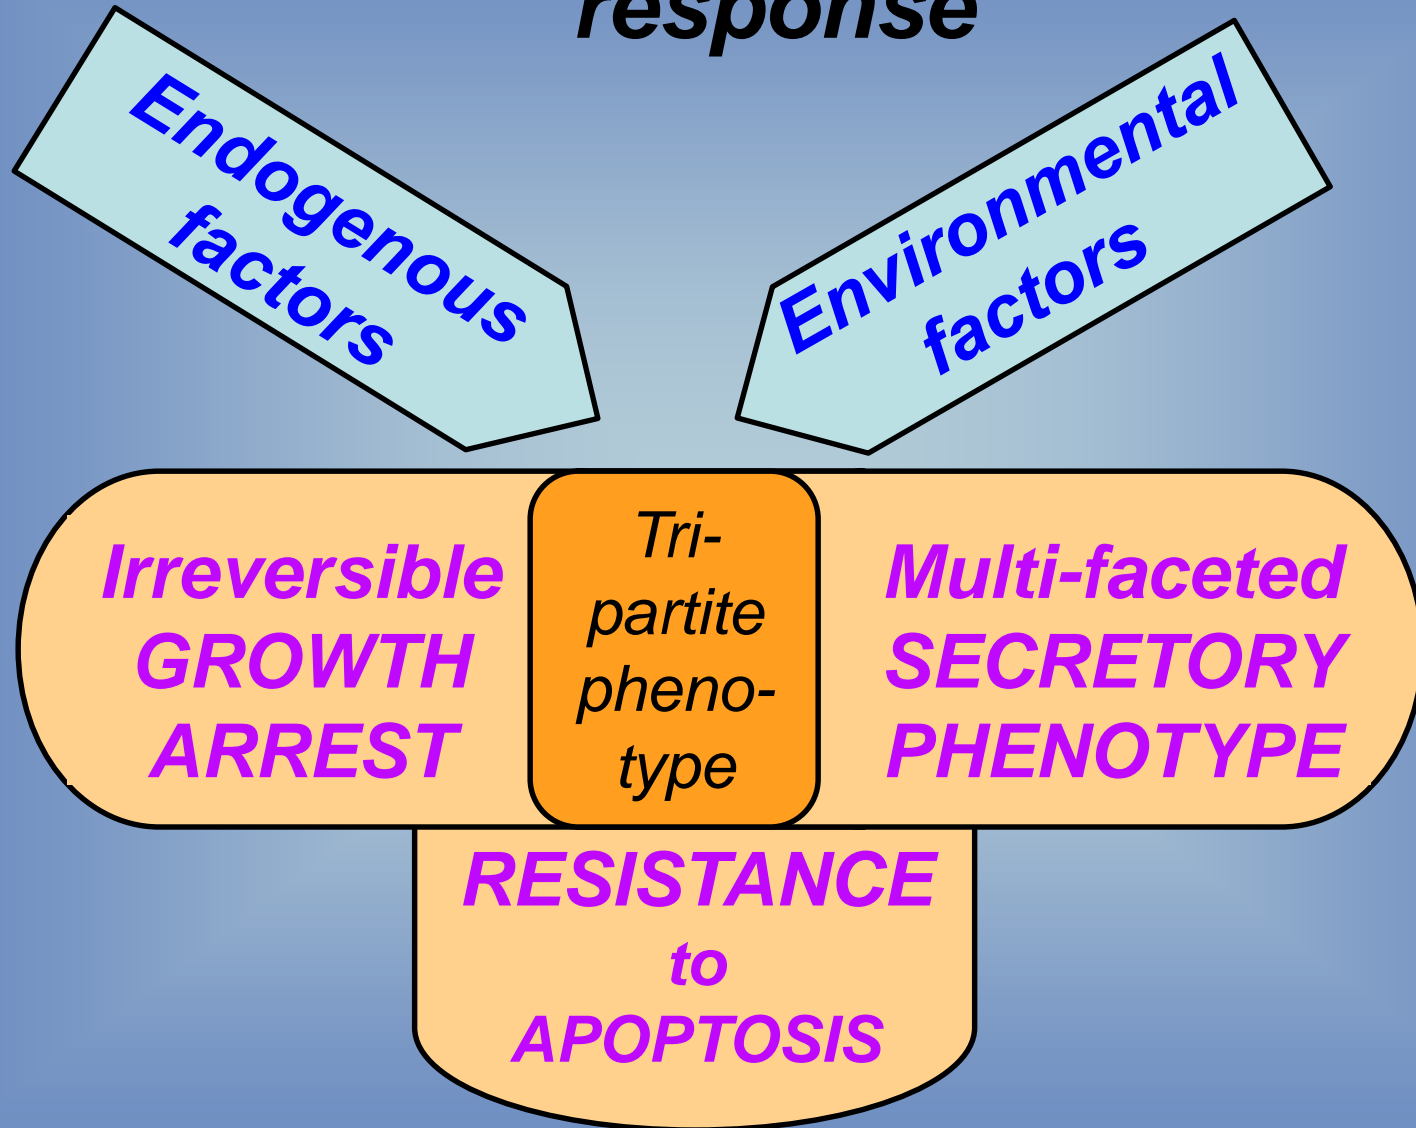 response
Endogenous
factors
Environmental
factors
Irreversible
GROWTH
ARREST
Tri-
partite
pheno-
type
Multi-faceted
SECRETORY
PHENOTYPE
RESISTANCE
to
APOPTOSIS